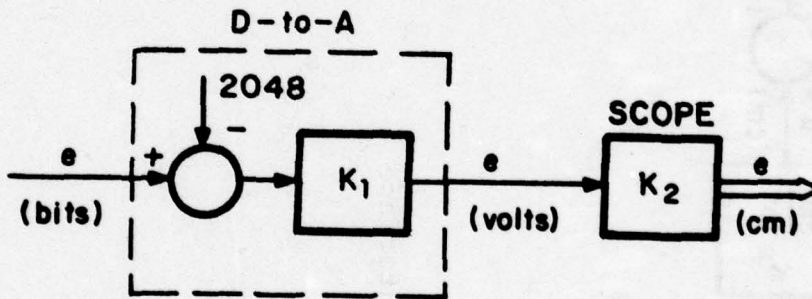 D-to-A
2048
SCOPE
e
+
-
K1
e
K2
e
(bits)
(volts)
(cm)